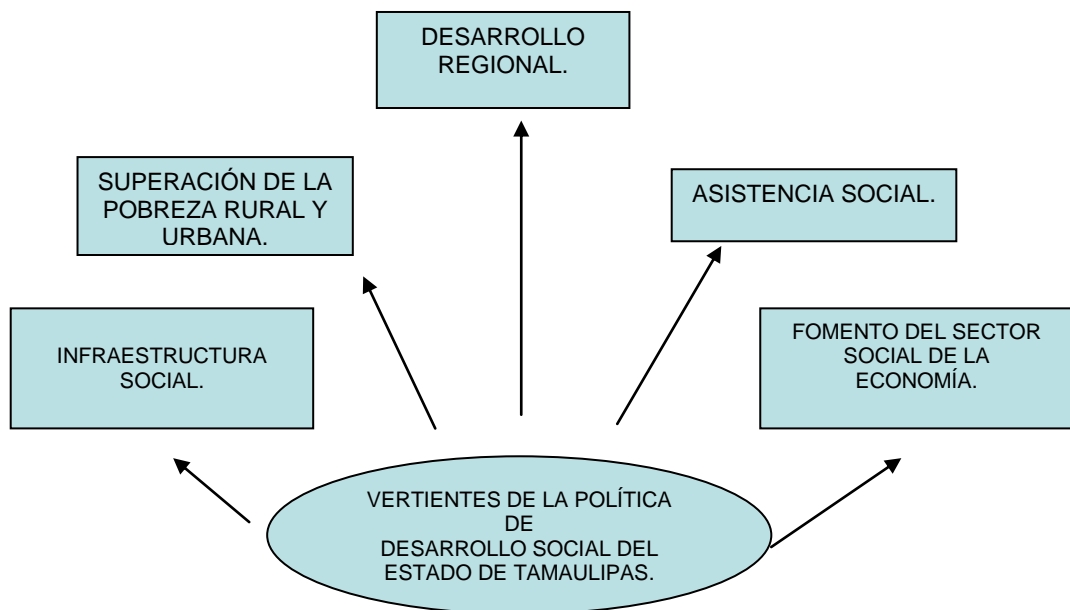 DESARROLLO
REGIONAL.
SUPERACIÓN DE LA
POBREZA RURAL Y
URBANA.
ASISTENCIA SOCIAL.
INFRAESTRUCTURA
SOCIAL.
FOMENTO DEL SECTOR
SOCIAL DE LA
ECONOMÍA.
VERTIENTES DE LA POLÍTICA
DE
DESARROLLO SOCIAL DEL
ESTADO DE TAMAULIPAS.